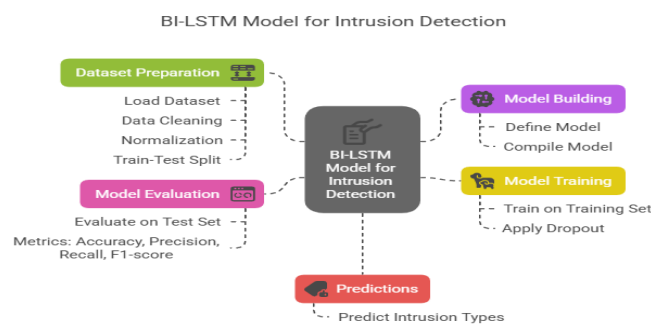 BI-LSTM Model for Intrusion Detection
Dataset Preparation
Load Dataset
Data Cleaning
Normalization
Train-Test Split
Model Evaluation
Evaluate on Test Set
Metrics: Accuracy, Precision,
Recall, F1-score
BI-LSTM
Model for
Intrusion
Detection
Model Building
Define Model
Compile Model
Model Training
Train on Training Set
Apply Dropout
Predictions
Predict Intrusion Types